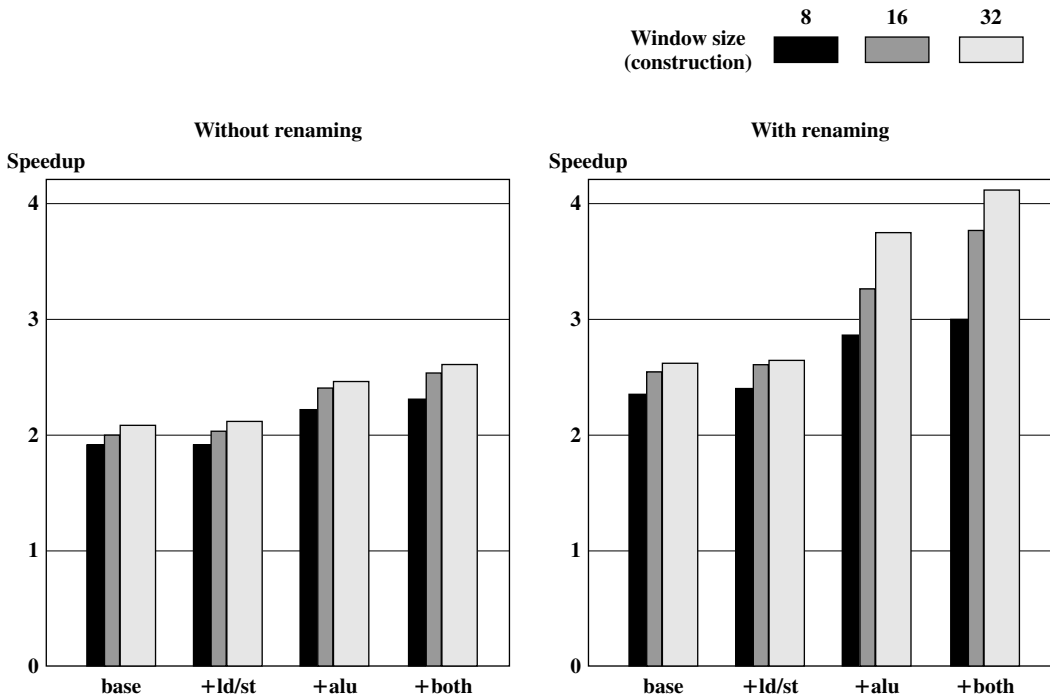 8 16 32
Window size
(construction)
Without renaming
Speedup
4
3
2
1
0
base +ld/st +alu +both
With renaming
Speedup
4
3
2
1
0
base +ld/st +alu +both